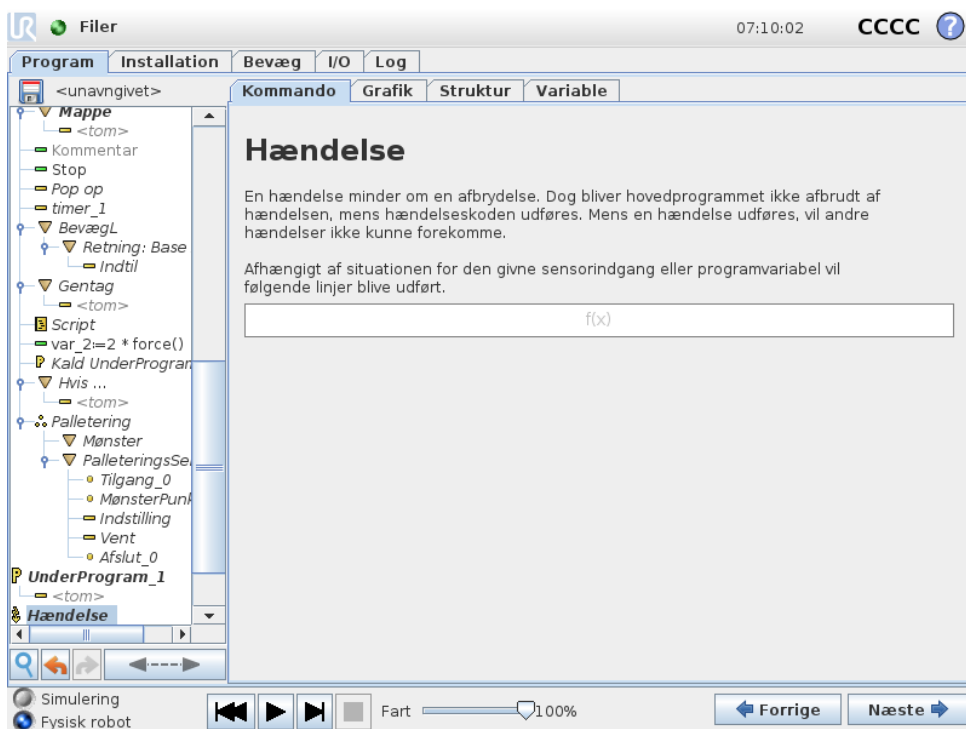 UR Filer 07:10:02 CCCC ?
Program Installation Bevæg I/O Log
<unavngivet>
Kommando Grafik Struktur Variable
Mappe
<tom>
Kommentar
Stop
Pop op
timer_1
BevægL
Retning: Base
Indtil
Gentag
<tom>
Script
var_2:=2 * force()
P Kald UnderProgram
Hvis ...
<tom>
Palletering
Mønster
PalleteringsSe
Tilgang_0
MønsterPunk
Indstilling
Vent
Afslut_0
P UnderProgram_1
<tom>
Hændelse
Hændelse
En hændelse minder om en afbrydelse. Dog bliver hovedprogrammet ikke afbrudt af
hændelsen, mens hændelseskoden udføres. Mens en hændelse udføres, vil andre
hændelser ikke kunne forekomme.
Afhængigt af situationen for den givne sensorindgang eller programvariabel vil
følgende linjer blive udført.
f(x)
Simulering
Fysisk robot
Fart 100%
Forrige Næste